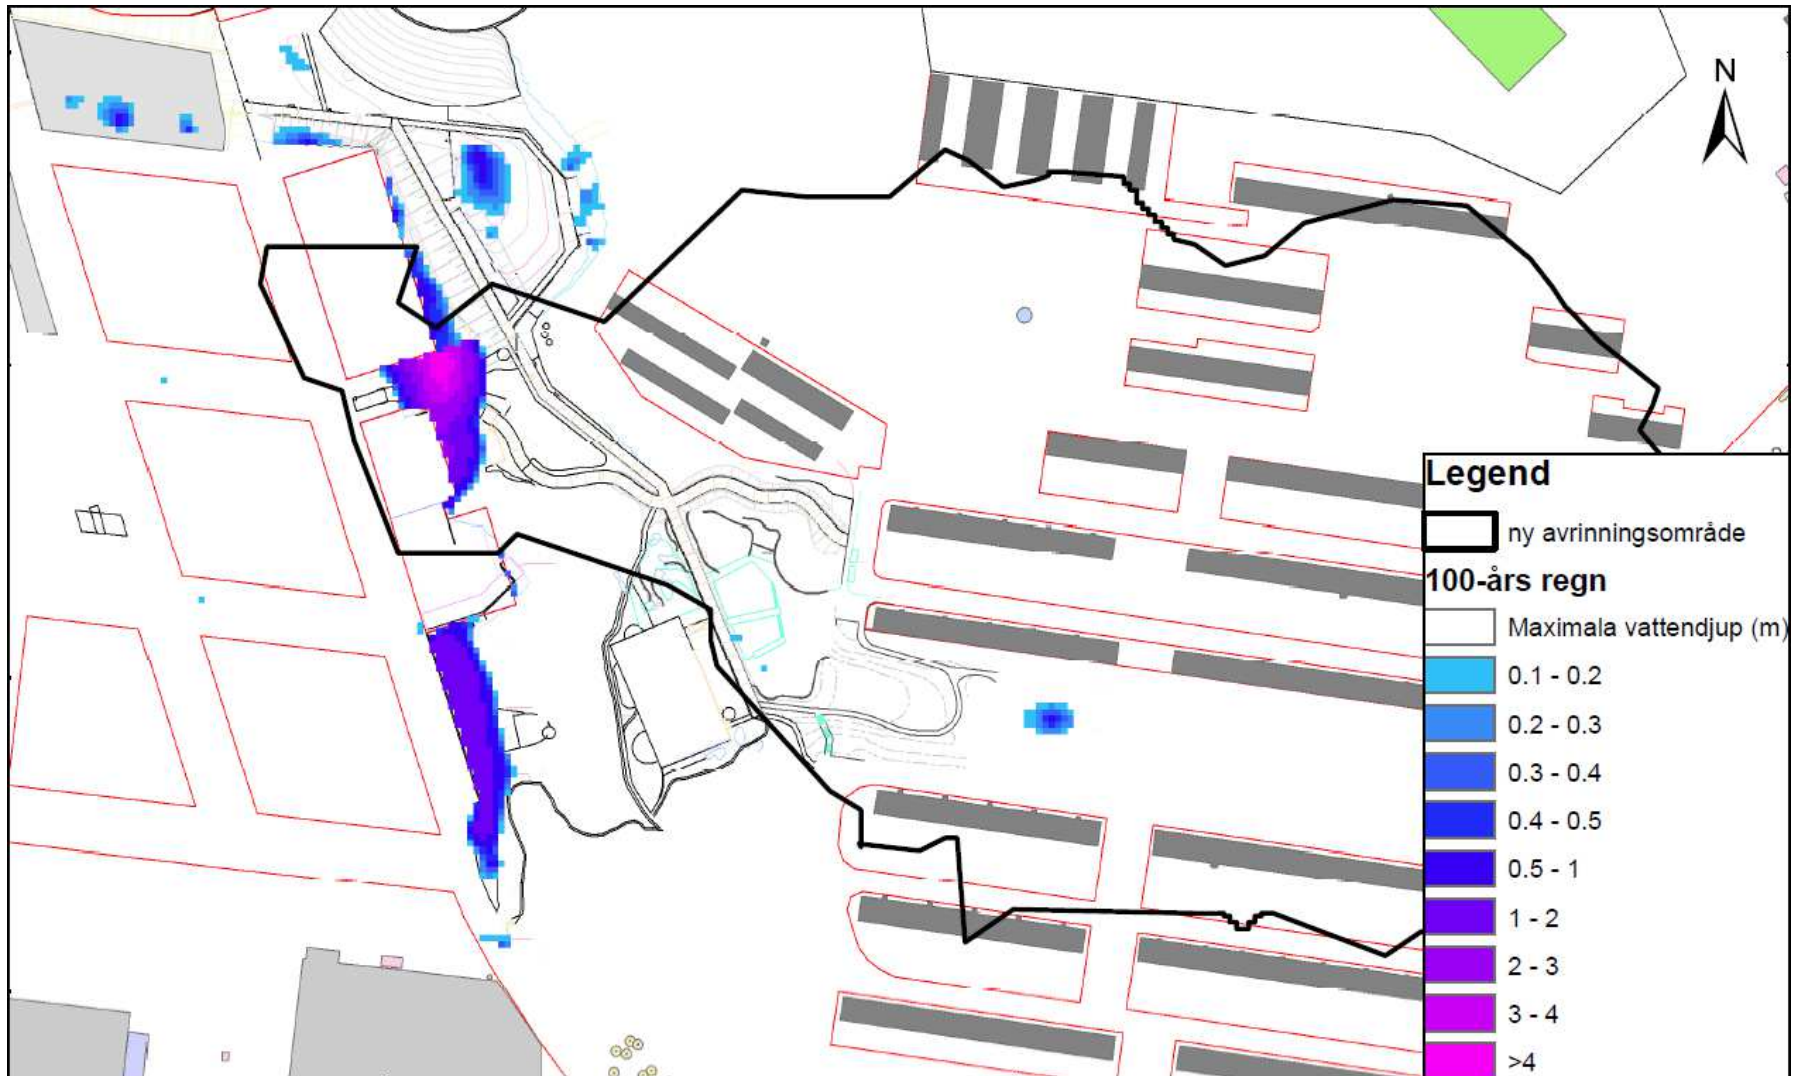 N
Legend
ny avrinningsområde
100-års regn
Maximala vattendjup (m)
0.1 - 0.2
0.2 - 0.3
0.3 - 0.4
0.4 - 0.5
0.5 - 1
1 - 2
2 - 3
3 - 4
>4